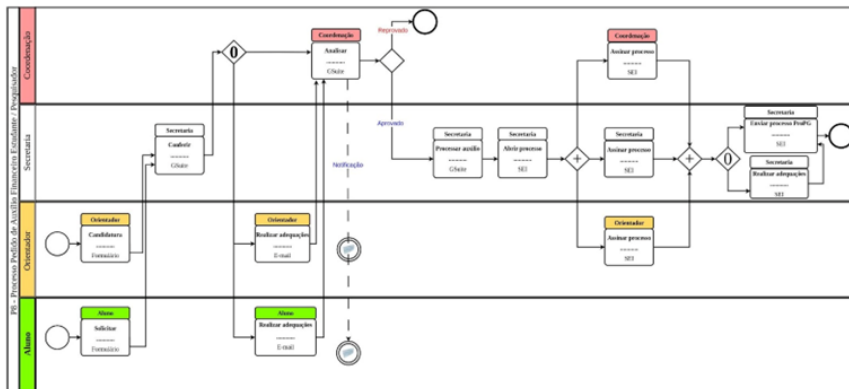 P8 - Processo Pedido de Auxílio Financeiro Estudante / Pesquisador
Coordenação
Secretaria
Orientador
Aluno
Coordenação
Analisar
------
GSuite
Reprovado
Aprovado
Notificação
0
Secretaria
Conferir
------
GSuite
Orientador
Candidatura
------
Formulário
Aluno
Solicitar
------
Formulário
Orientador
Realizar adequações
------
E-mail
Aluno
Realizar adequações
------
E-mail
Secretaria
Processar auxílio
------
GSuite
Secretaria
Abrir processo
------
SEI
+
Coordenação
Assinar processo
------
SEI
Secretaria
Assinar processo
------
SEI
Orientador
Assinar processo
------
SEI
+
0
Secretaria
Enviar processo ProPG
------
SEI
Secretaria
Realizar adequações
------
SEI